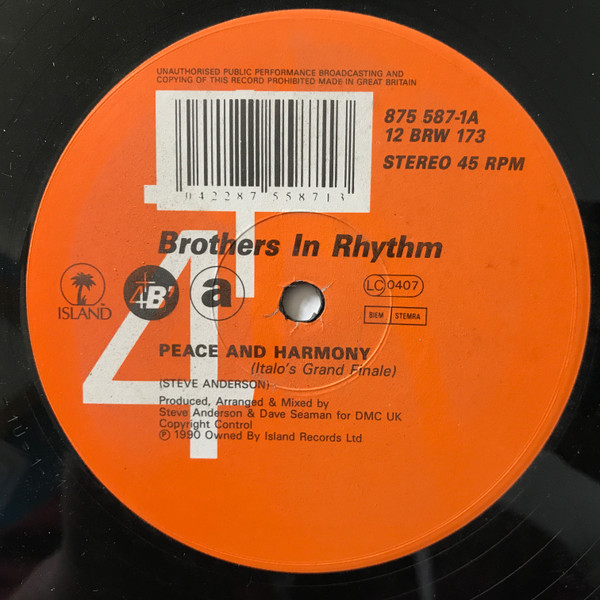 UNAUTHORISED PUBLIC PERFORMANCE BROADCASTING AND
COPYING OF THIS RECORD PROHIBITED MADE IN GREAT BRITAIN
875 587-1A
12 BRW 173
STEREO 45 RPM
042287 558713
Brothers In Rhythm
ISLAND
4 B' a
LC 0407
BIEM STEMRA
4
PEACE AND HARMONY
(Italo's Grand Finale)
(STEVE ANDERSON)
Produced, Arranged & Mixed by
Steve Anderson & Dave Seaman for DMC UK
Copyright Control
℗ 1990 Owned By Island Records Ltd